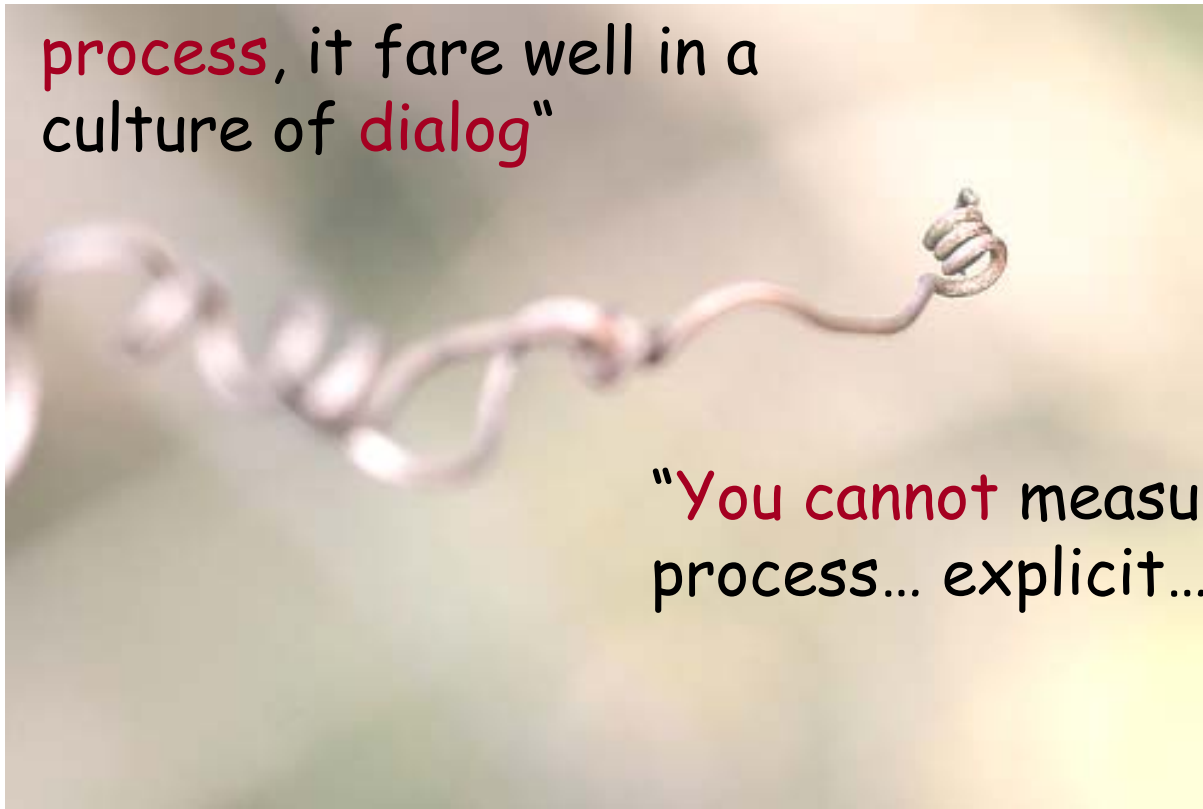 process, it fare well in a
culture of dialog“
“You cannot measu
process… explicit…